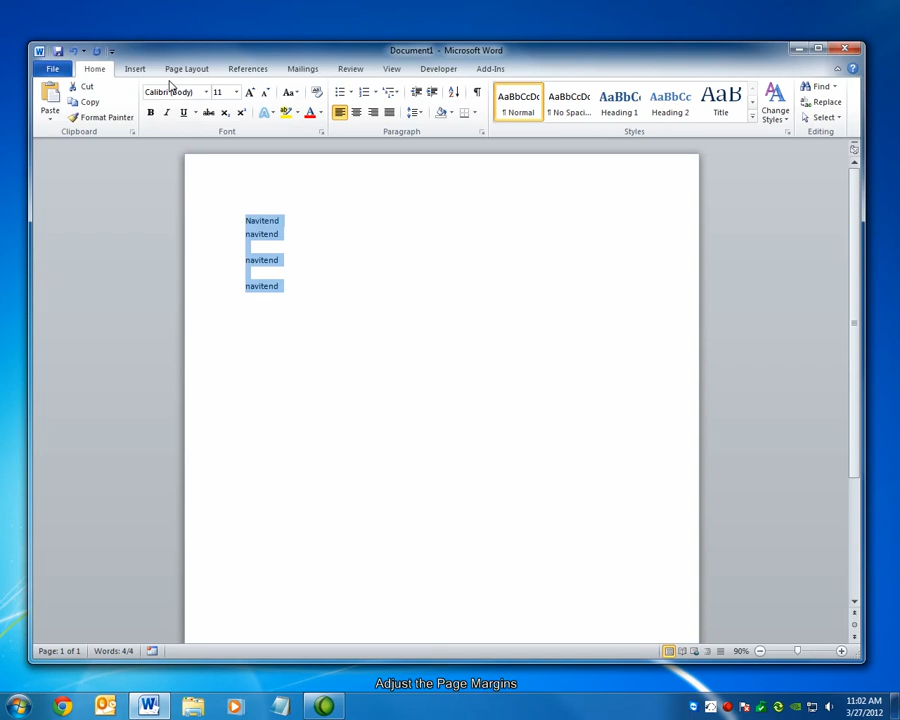 Document1 - Microsoft Word
File Home Insert Page Layout References Mailings Review View Developer Add-Ins
Cut
Copy
Format Painter
Paste
Clipboard
Calibri (Body) 11
Font
Paragraph
AaBbCcDc AaBbCcDc AaBbCc AaBbCc AaB
¶ Normal ¶ No Spaci... Heading 1 Heading 2 Title
Change
Styles
Styles
Find
Replace
Select
Editing
Navitend
navitend
navitend
navitend
Page: 1 of 1 Words: 4/4 90%
Adjust the Page Margins
11:02 AM
3/27/2012